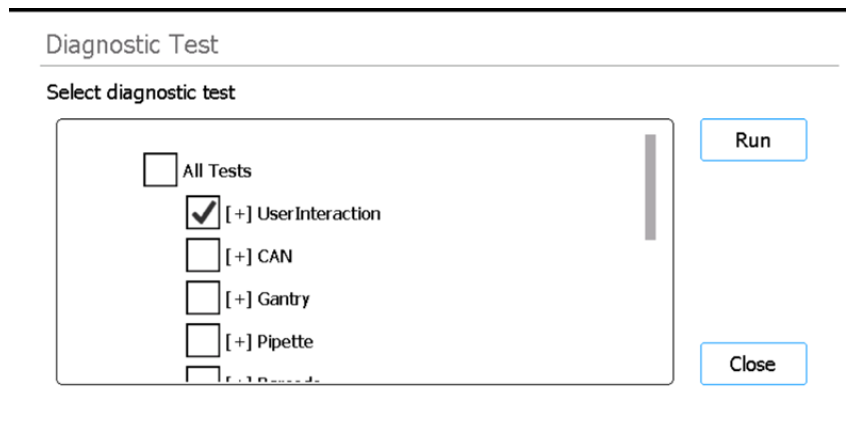 Diagnostic Test
Select diagnostic test
Run
All Tests
[+] UserInteraction
[+] CAN
[+] Gantry
[+] Pipette
Close